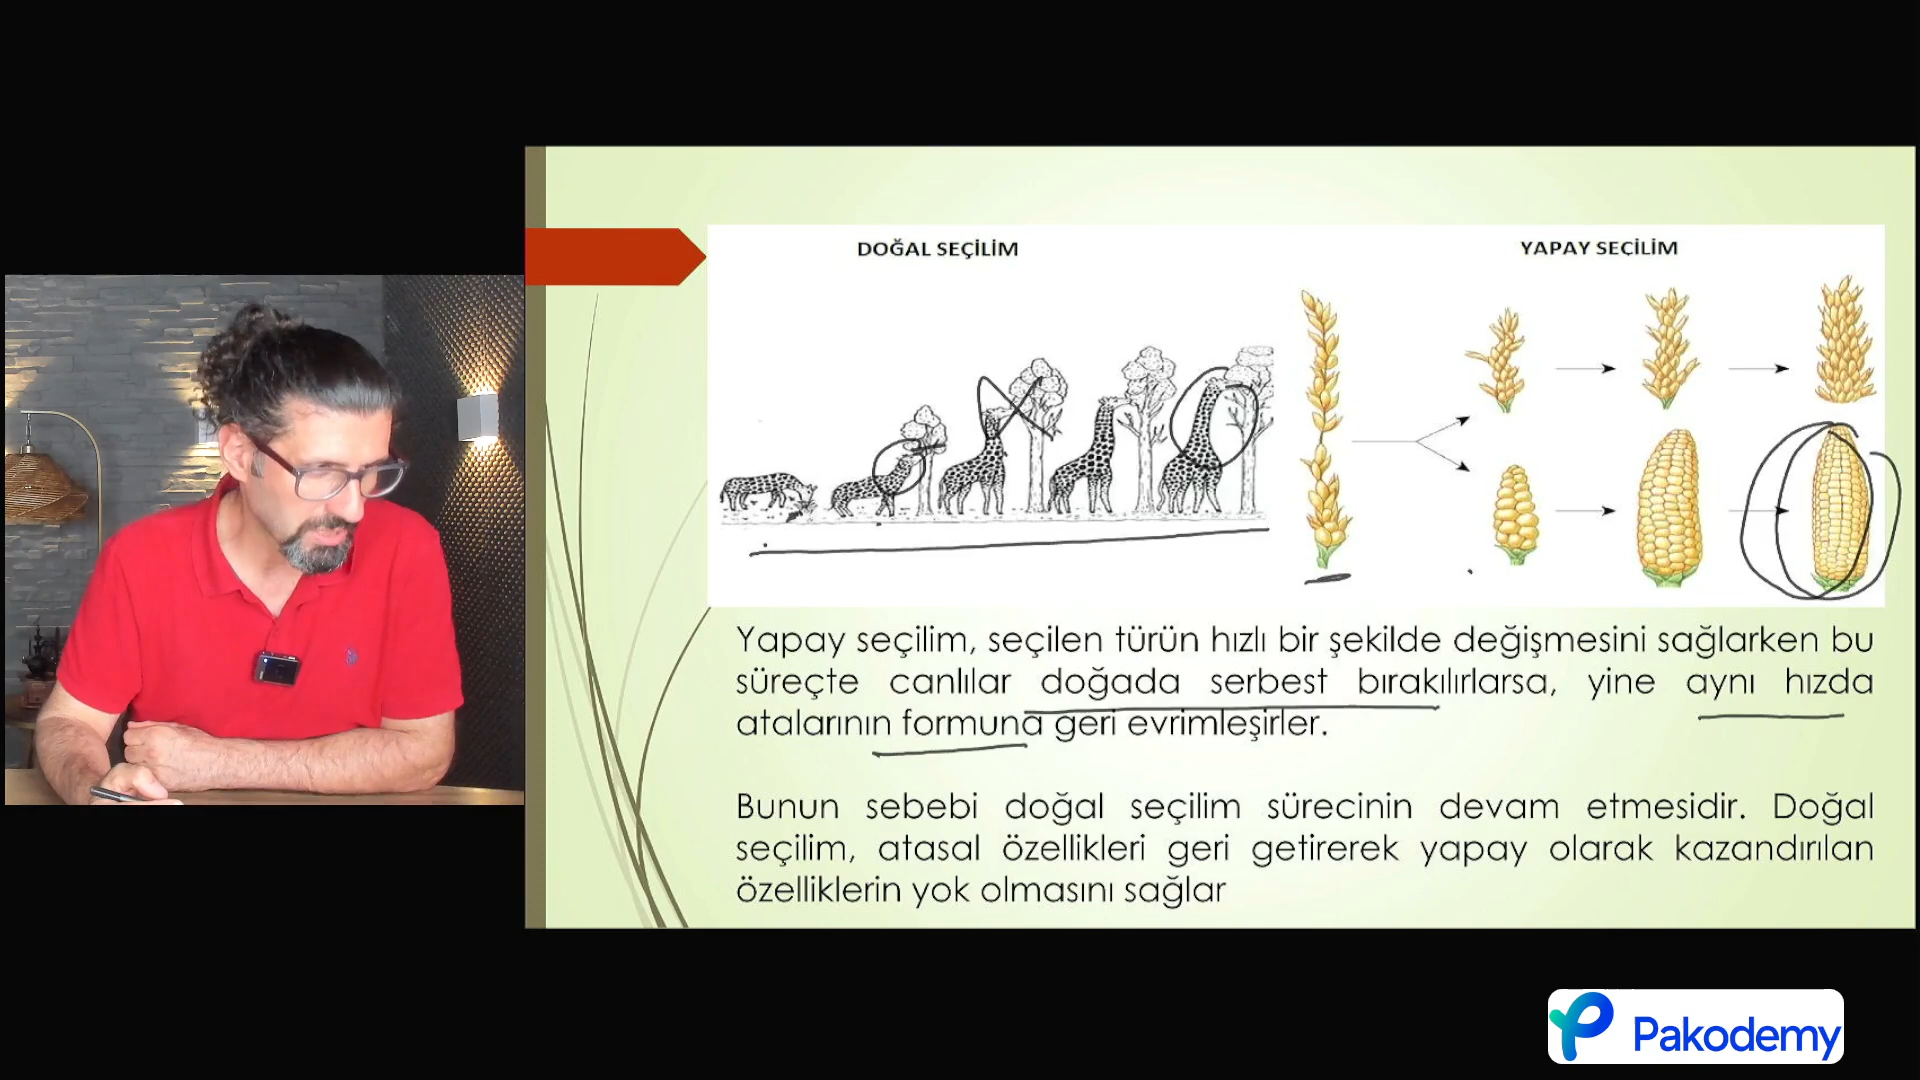 DOĞAL SEÇİLİM
YAPAY SEÇİLİM
Yapay seçilim, seçilen türün hızlı bir şekilde değişmesini sağlarken bu
süreçte canlılar doğada serbest bırakılırlarsa, yine aynı hızda
atalarının formuna geri evrimleşirler.
Bunun sebebi doğal seçilim sürecinin devam etmesidir. Doğal
seçilim, atasal özellikleri geri getirerek yapay olarak kazandırılan
özelliklerin yok olmasını sağlar
Pakodemy